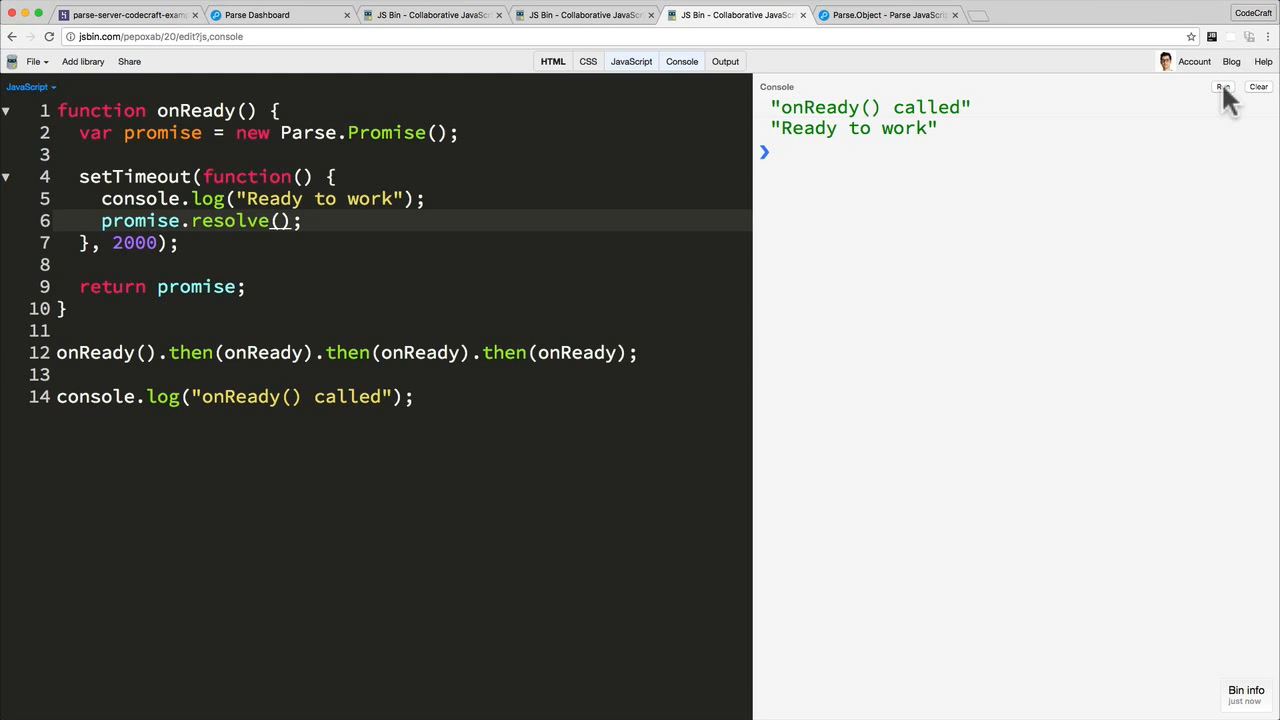 parse-server-codecraft-exam
Parse Dashboard
JS Bin - Collaborative JavaSc
JS Bin - Collaborative JavaSc
JS Bin - Collaborative JavaSc
Parse.Object - Parse JavaScri
CodeCraft
jsbin.com/pepoxab/20/edit?js,console
File
Add library
Share
HTML
CSS
JavaScript
Console
Output
Account
Blog
Help
JavaScript
Console
Run
Clear
1 function onReady() {
2 var promise = new Parse.Promise();
3
4 setTimeout(function() {
5 console.log("Ready to work");
6 promise.resolve();
7 }, 2000);
8
9 return promise;
10 }
11
12 onReady().then(onReady).then(onReady).then(onReady);
13
14 console.log("onReady() called");
"onReady() called"
"Ready to work"
Bin info
just now